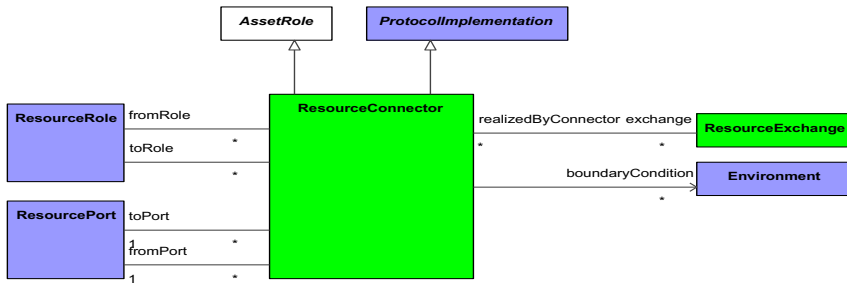 AssetRole
ProtocolImplementation
ResourceConnector
ResourceRole
fromRole
*
toRole
*
realizedByConnector exchange
* *
ResourceExchange
boundaryCondition
*
Environment
ResourcePort
toPort
1 *
fromPort
1 *